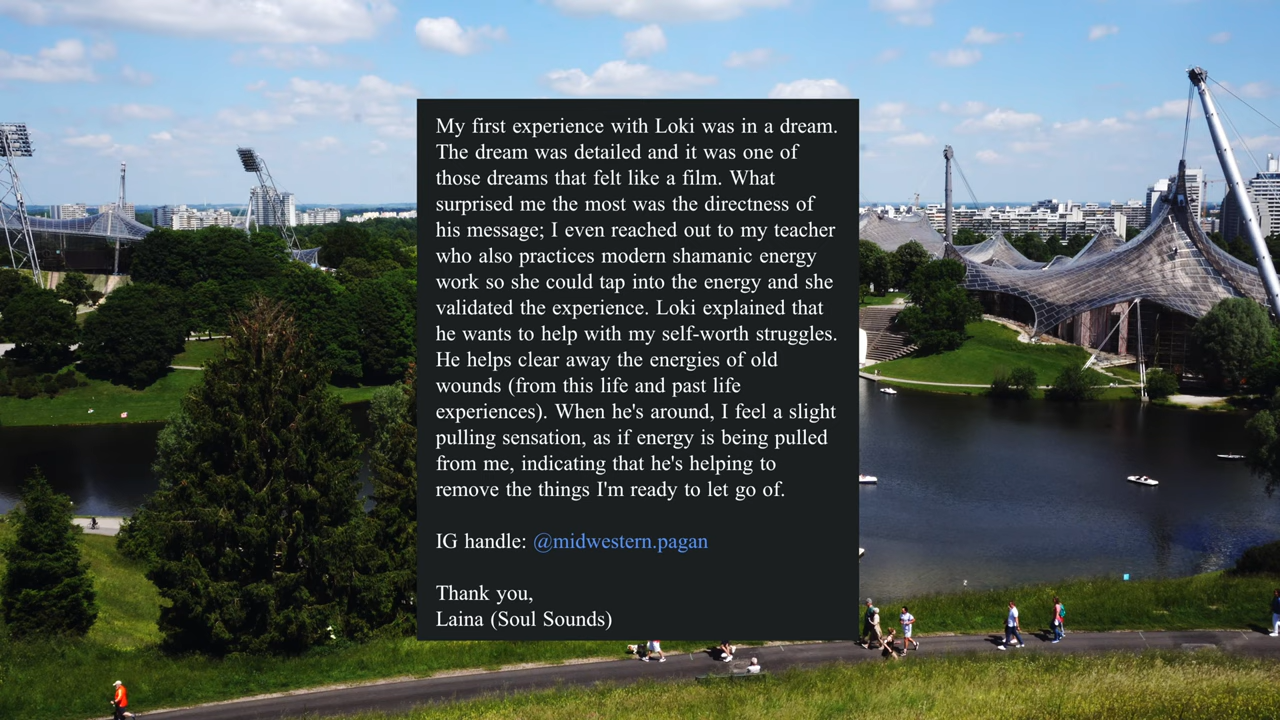 My first experience with Loki was in a dream.
The dream was detailed and it was one of
those dreams that felt like a film. What
surprised me the most was the directness of
his message; I even reached out to my teacher
who also practices modern shamanic energy
work so she could tap into the energy and she
validated the experience. Loki explained that
he wants to help with my self-worth struggles.
He helps clear away the energies of old
wounds (from this life and past life
experiences). When he's around, I feel a slight
pulling sensation, as if energy is being pulled
from me, indicating that he's helping to
remove the things I'm ready to let go of.
IG handle: @midwestern.pagan
Thank you,
Laina (Soul Sounds)